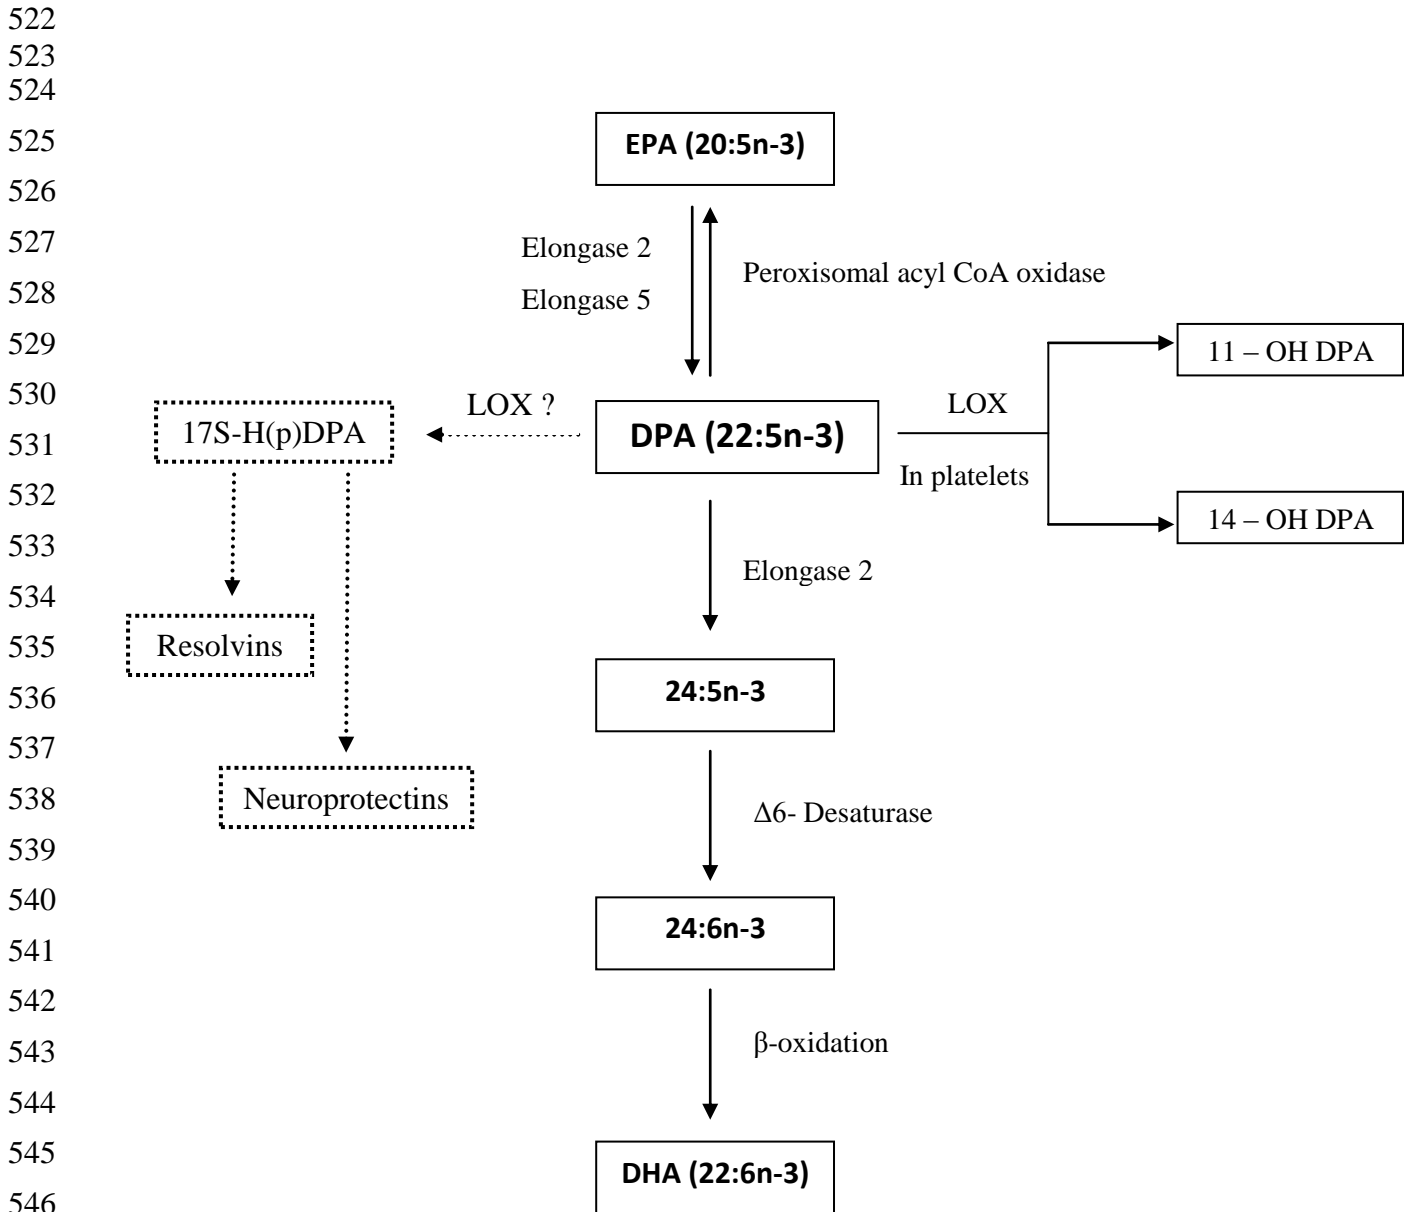 522
523
524
525
EPA (20:5n-3)
526
527
Elongase 2
Peroxisomal acyl CoA oxidase
528
Elongase 5
529
11 – OH DPA
530
LOX ?
LOX
531
17S-H(p)DPA
DPA (22:5n-3)
In platelets
532
14 – OH DPA
533
Elongase 2
534
535
Resolvins
536
24:5n-3
537
538
Neuroprotectins
Δ6- Desaturase
539
540
24:6n-3
541
542
543
β-oxidation
544
545
DHA (22:6n-3)
546